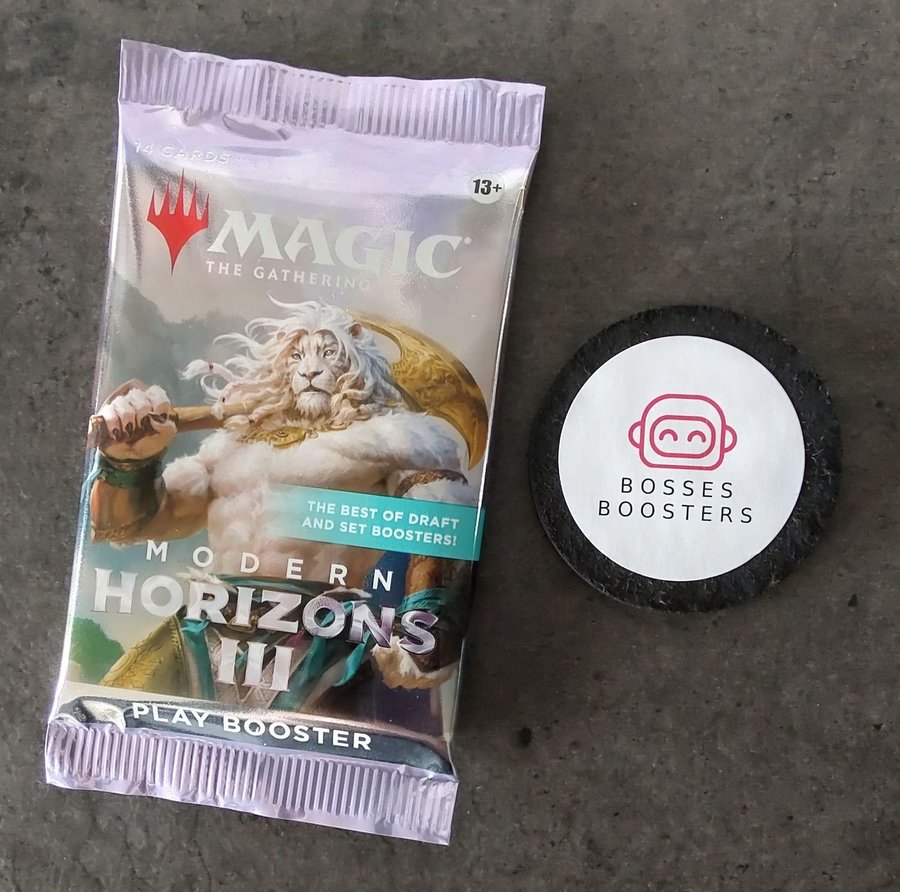 14 CARDS
13+
MAGIC®
THE GATHERING
THE BEST OF DRAFT
AND SET BOOSTERS!
MODERN
HORIZONS
III
PLAY BOOSTER
BOSSES
BOOSTERS